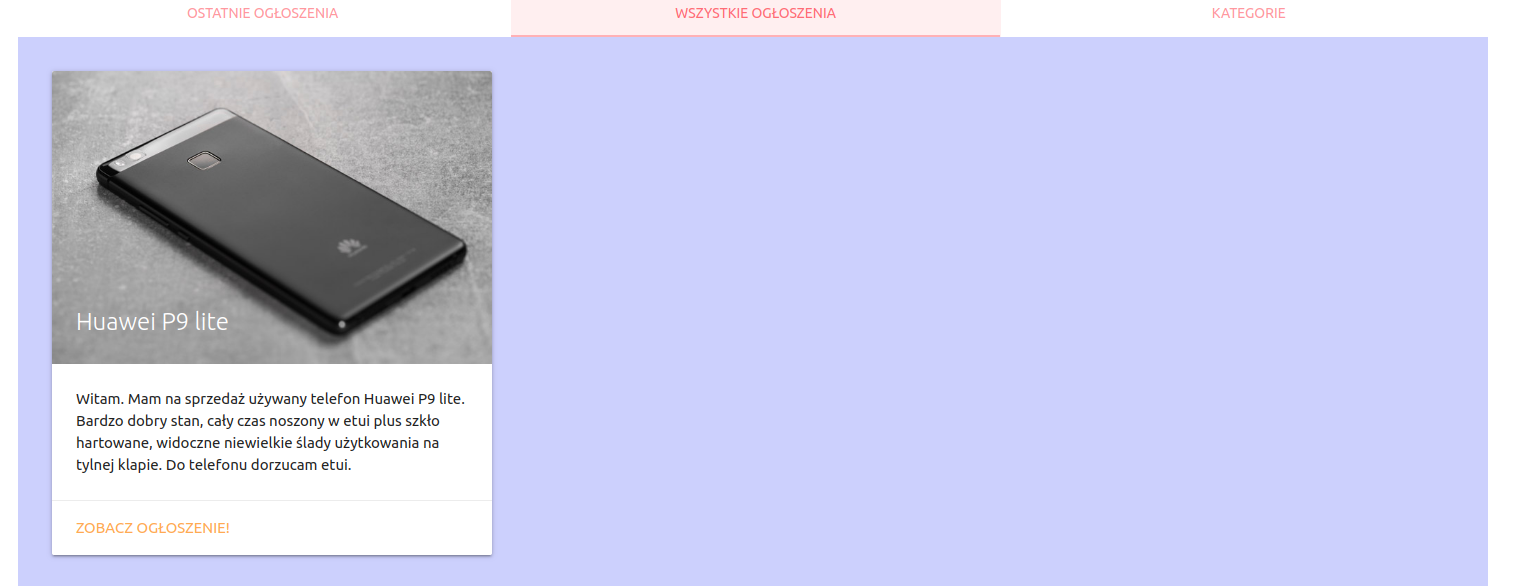 OSTATNIE OGŁOSZENIA
WSZYSTKIE OGŁOSZENIA
KATEGORIE
Huawei P9 lite
Witam. Mam na sprzedaż używany telefon Huawei P9 lite.
Bardzo dobry stan, cały czas noszony w etui plus szkło
hartowane, widoczne niewielkie ślady użytkowania na
tylnej klapie. Do telefonu dorzucam etui.
ZOBACZ OGŁOSZENIE!